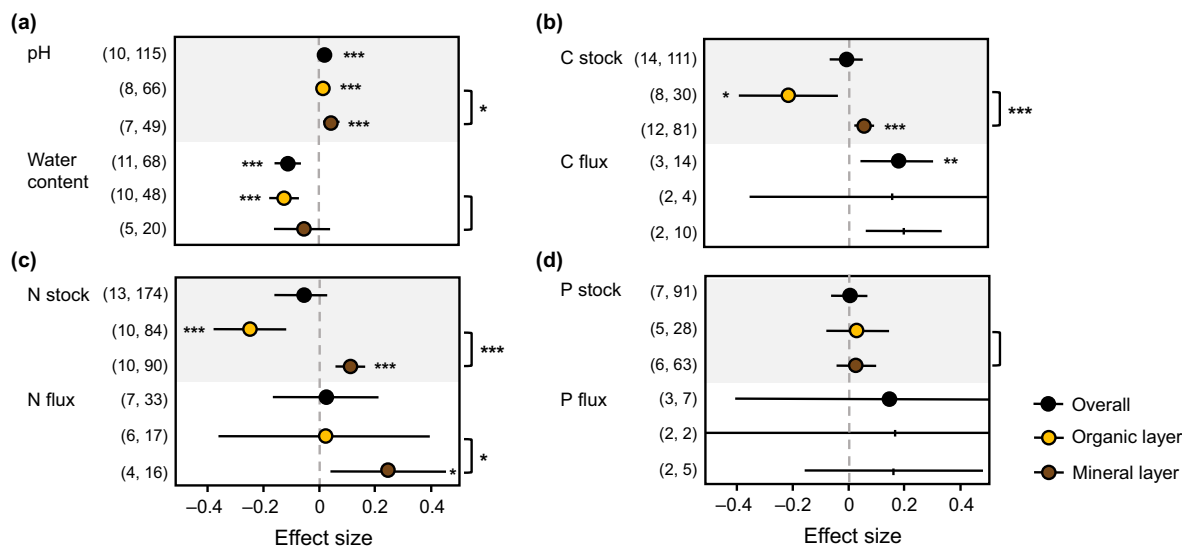 (a)
pH (10, 115) ***
(8, 66) ***
(7, 49) ***
*
Water content (11, 68) ***
(10, 48) ***
(5, 20)
(b)
C stock (14, 111)
(8, 30) *
(12, 81) ***
***
C flux (3, 14) **
(2, 4)
(2, 10)
(c)
N stock (13, 174)
(10, 84) ***
(10, 90) ***
***
N flux (7, 33)
(6, 17)
(4, 16) *
*
–0.4 –0.2 0 0.2 0.4
Effect size
(d)
P stock (7, 91)
(5, 28)
(6, 63)
P flux (3, 7)
(2, 2)
(2, 5)
–0.4 –0.2 0 0.2 0.4
Effect size
Overall
Organic layer
Mineral layer